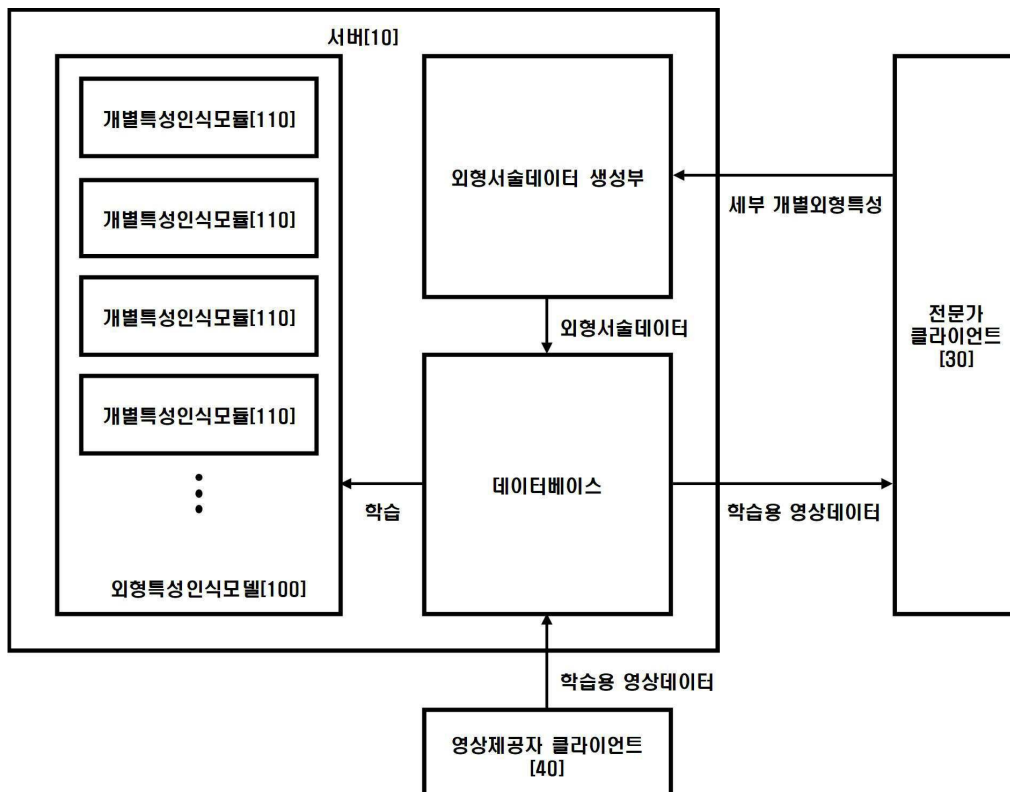 서버[10]
개별특성인식모듈[110]
개별특성인식모듈[110]
개별특성인식모듈[110]
개별특성인식모듈[110]
외형특성인식모델[100]
외형서술데이터 생성부
세부 개별외형특성
외형서술데이터
전문가
클라이언트
[30]
데이터베이스
학습
학습용 영상데이터
학습용 영상데이터
영상제공자 클라이언트
[40]